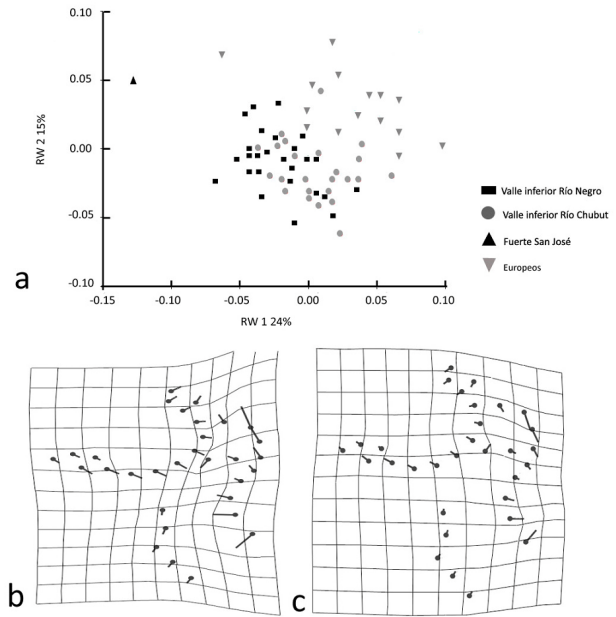 a
0.10
0.05
0.00
-0.05
-0.10
RW 2 15%
-0.15
-0.10
-0.05
0.00
0.05
0.10
RW 1 24%
Valle inferior Río Negro
Valle inferior Río Chubut
Fuerte San José
Europeos
b
c